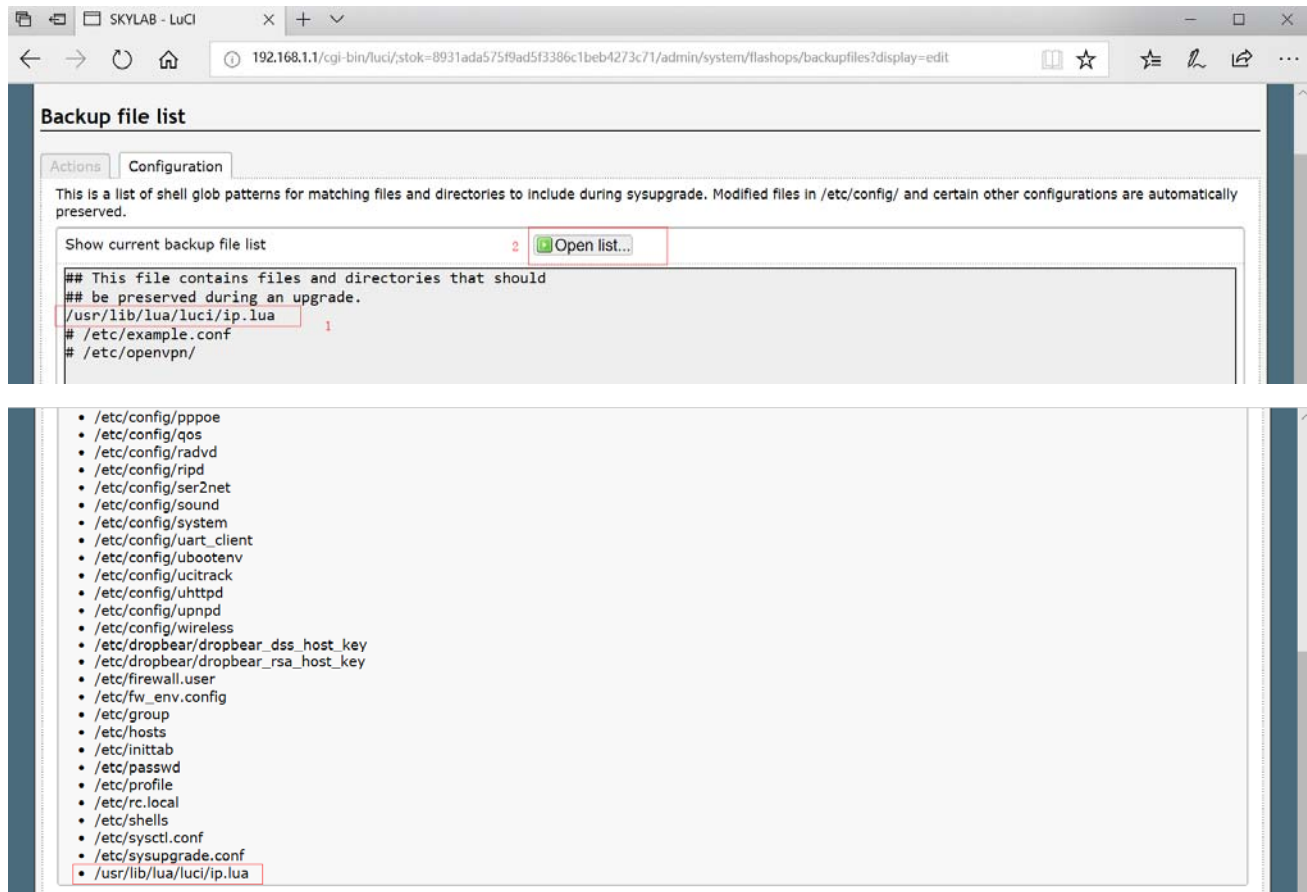 SKYLAB - LuCI
192.168.1.1/cgi-bin/luci/;stok=8931ada575f9ad5f3386c1beb4273c71/admin/system/flashops/backupfiles?display=edit
Backup file list
Actions Configuration
This is a list of shell glob patterns for matching files and directories to include during sysupgrade. Modified files in /etc/config/ and certain other configurations are automatically
preserved.
Show current backup file list 2 Open list...
## This file contains files and directories that should
## be preserved during an upgrade.
/usr/lib/lua/luci/ip.lua 1
# /etc/example.conf
# /etc/openvpn/
• /etc/config/pppoe
• /etc/config/qos
• /etc/config/radvd
• /etc/config/ripd
• /etc/config/ser2net
• /etc/config/sound
• /etc/config/system
• /etc/config/uart_client
• /etc/config/ubootenv
• /etc/config/ucitrack
• /etc/config/uhttpd
• /etc/config/upnpd
• /etc/config/wireless
• /etc/dropbear/dropbear_dss_host_key
• /etc/dropbear/dropbear_rsa_host_key
• /etc/firewall.user
• /etc/fw_env.config
• /etc/group
• /etc/hosts
• /etc/inittab
• /etc/passwd
• /etc/profile
• /etc/rc.local
• /etc/shells
• /etc/sysctl.conf
• /etc/sysupgrade.conf
• /usr/lib/lua/luci/ip.lua